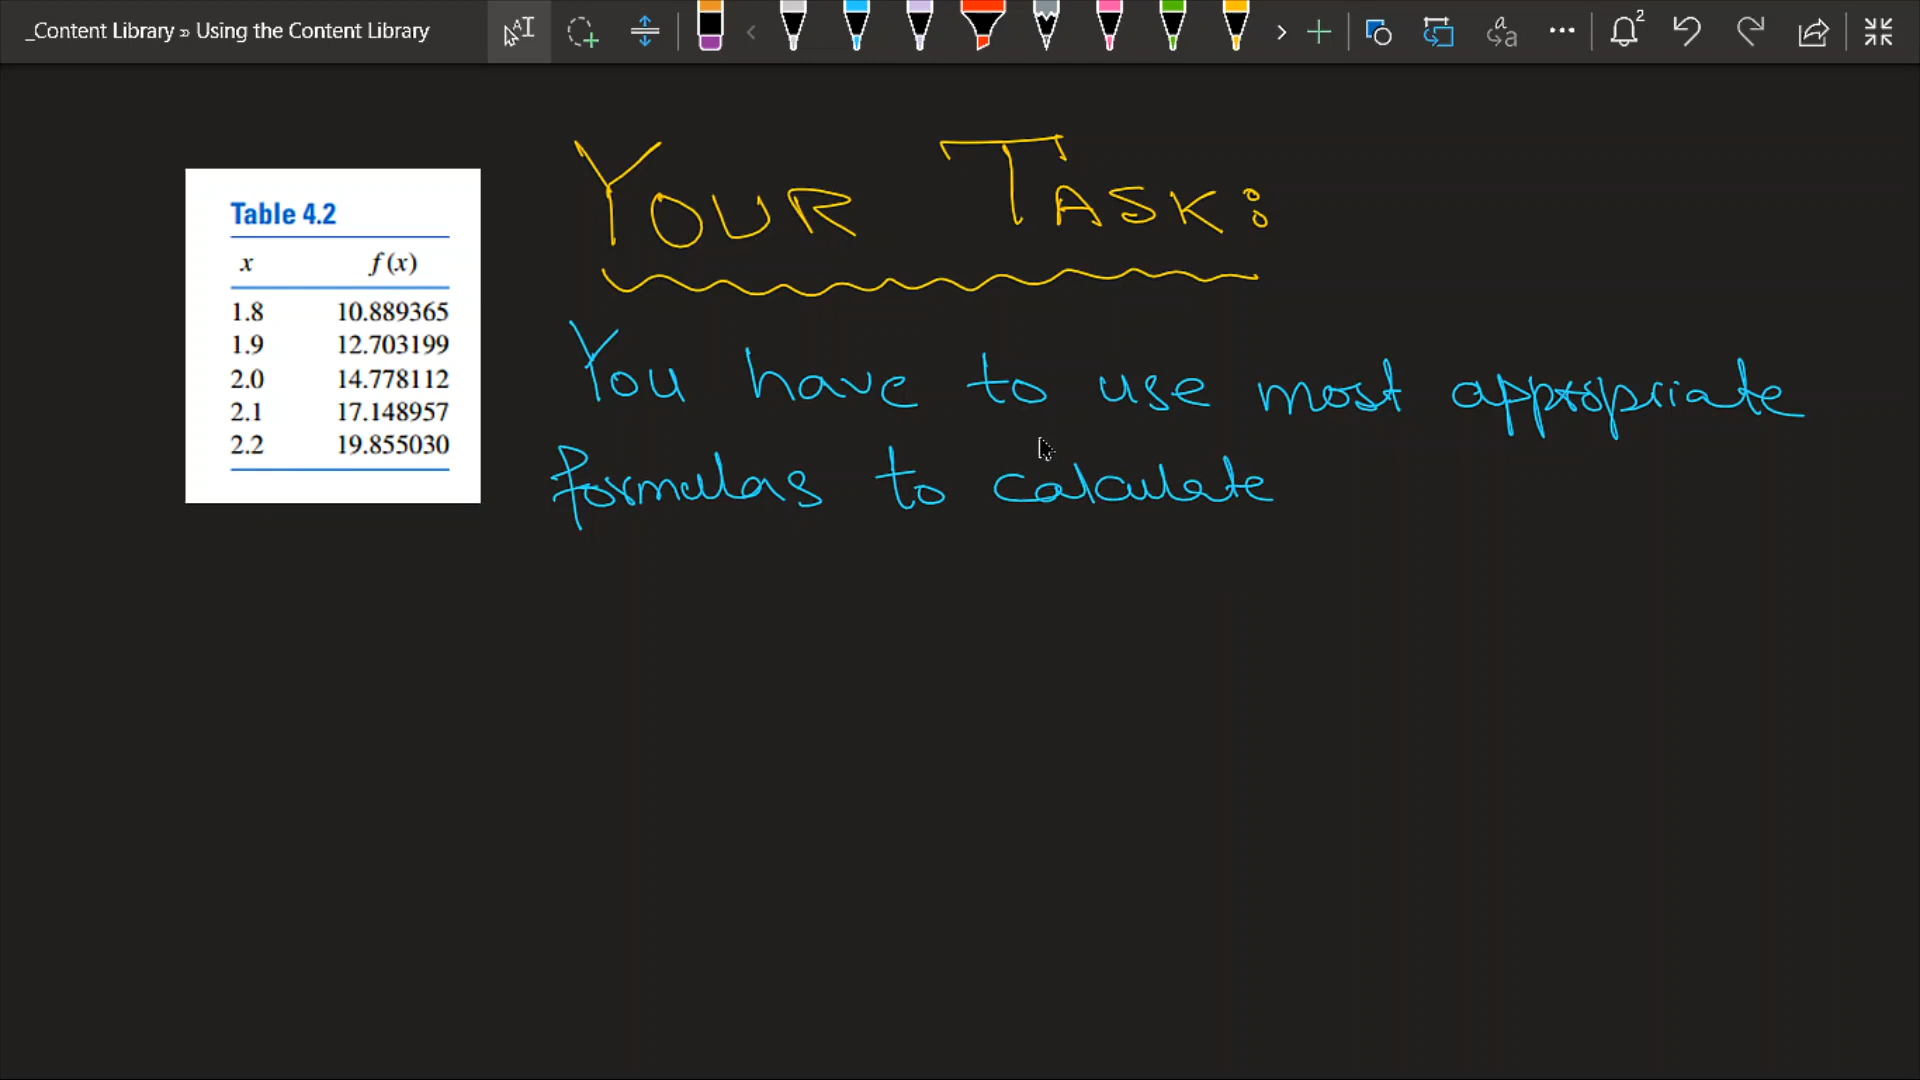 _Content Library » Using the Content Library
2
Table 4.2
x f(x)
1.8 10.889365
1.9 12.703199
2.0 14.778112
2.1 17.148957
2.2 19.855030
YOUR TASK:
You have to use most appropriate
formulas to calculate